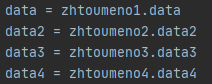 data = zhtoumeno1.data
data2 = zhtoumeno2.data2
data3 = zhtoumeno3.data3
data4 = zhtoumeno4.data4